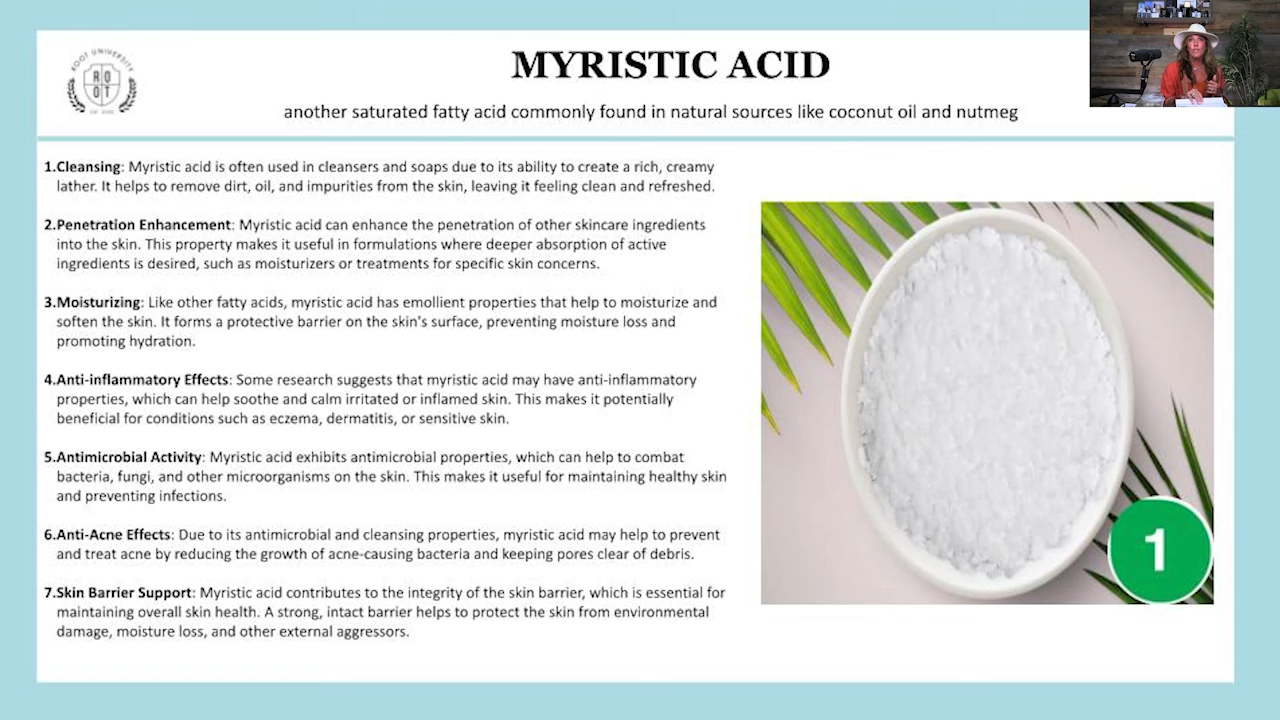 ROOT UNIVERSITY
RO
OT
MYRISTIC ACID
another saturated fatty acid commonly found in natural sources like coconut oil and nutmeg
1.Cleansing: Myristic acid is often used in cleansers and soaps due to its ability to create a rich, creamy
lather. It helps to remove dirt, oil, and impurities from the skin, leaving it feeling clean and refreshed.
2.Penetration Enhancement: Myristic acid can enhance the penetration of other skincare ingredients
into the skin. This property makes it useful in formulations where deeper absorption of active
ingredients is desired, such as moisturizers or treatments for specific skin concerns.
3.Moisturizing: Like other fatty acids, myristic acid has emollient properties that help to moisturize and
soften the skin. It forms a protective barrier on the skin's surface, preventing moisture loss and
promoting hydration.
4.Anti-inflammatory Effects: Some research suggests that myristic acid may have anti-inflammatory
properties, which can help soothe and calm irritated or inflamed skin. This makes it potentially
beneficial for conditions such as eczema, dermatitis, or sensitive skin.
5.Antimicrobial Activity: Myristic acid exhibits antimicrobial properties, which can help to combat
bacteria, fungi, and other microorganisms on the skin. This makes it useful for maintaining healthy skin
and preventing infections.
6.Anti-Acne Effects: Due to its antimicrobial and cleansing properties, myristic acid may help to prevent
and treat acne by reducing the growth of acne-causing bacteria and keeping pores clear of debris.
7.Skin Barrier Support: Myristic acid contributes to the integrity of the skin barrier, which is essential for
maintaining overall skin health. A strong, intact barrier helps to protect the skin from environmental
damage, moisture loss, and other external aggressors.
1